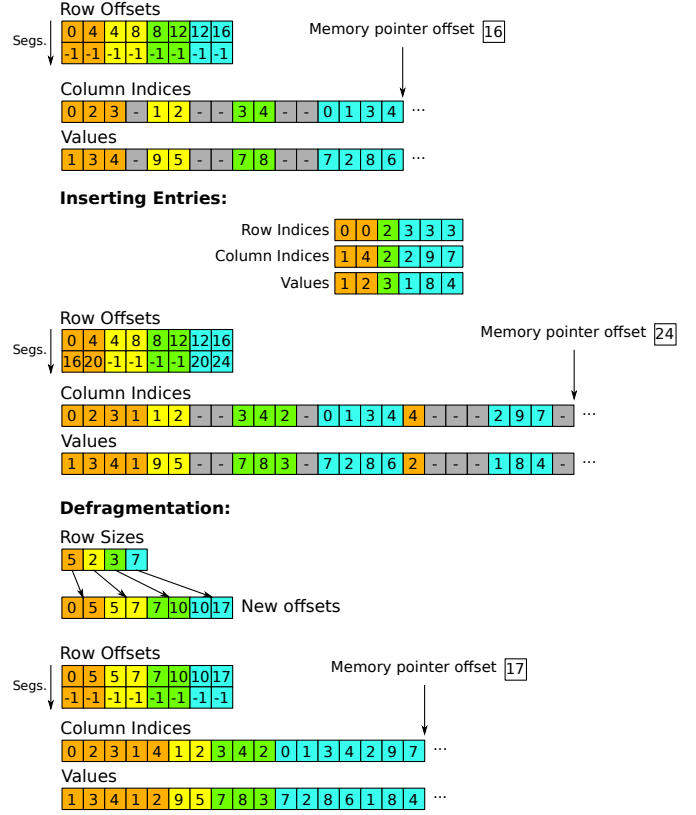 Row Offsets
Segs.
0 4 4 8 8 12 12 16
-1 -1 -1 -1 -1 -1 -1 -1
Memory pointer offset 16
Column Indices
0 2 3 - 1 2 - - 3 4 - - 0 1 3 4 ...
Values
1 3 4 - 9 5 - - 7 8 - - 7 2 8 6 ...
Inserting Entries:
Row Indices 0 0 2 3 3 3
Column Indices 1 4 2 2 9 7
Values 1 2 3 1 8 4
Row Offsets
Segs.
0 4 4 8 8 12 12 16
16 20 -1 -1 -1 -1 20 24
Memory pointer offset 24
Column Indices
0 2 3 1 1 2 - - 3 4 2 - 0 1 3 4 4 - - - 2 9 7 - ...
Values
1 3 4 1 9 5 - - 7 8 3 - 7 2 8 6 2 - - - 1 8 4 - ...
Defragmentation:
Row Sizes
5 2 3 7
0 5 5 7 7 10 10 17 New offsets
Row Offsets
Segs.
0 5 5 7 7 10 10 17
-1 -1 -1 -1 -1 -1 -1 -1
Memory pointer offset 17
Column Indices
0 2 3 1 4 1 2 3 4 2 0 1 3 4 2 9 7 ...
Values
1 3 4 1 2 9 5 7 8 3 7 2 8 6 1 8 4 ...